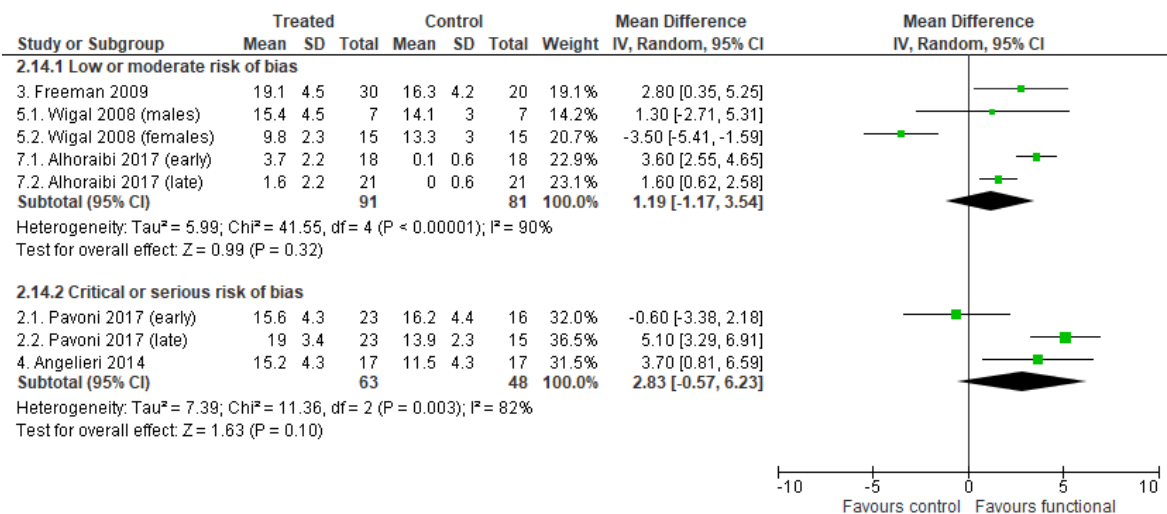 Treated Control Mean Difference Mean Difference
Study or Subgroup Mean SD Total Mean SD Total Weight IV, Random, 95% CI IV, Random, 95% CI
2.14.1 Low or moderate risk of bias
3. Freeman 2009 19.1 4.5 30 16.3 4.2 20 19.1% 2.80 [0.35, 5.25]
5.1. Wigal 2008 (males) 15.4 4.5 7 14.1 3 7 14.2% 1.30 [-2.71, 5.31]
5.2. Wigal 2008 (females) 9.8 2.3 15 13.3 3 15 20.7% -3.50 [-5.41, -1.59]
7.1. Alhoraibi 2017 (early) 3.7 2.2 18 0.1 0.6 18 22.9% 3.60 [2.55, 4.65]
7.2. Alhoraibi 2017 (late) 1.6 2.2 21 0 0.6 21 23.1% 1.60 [0.62, 2.58]
Subtotal (95% CI) 91 81 100.0% 1.19 [-1.17, 3.54]
Heterogeneity: Tau² = 5.99; Chi² = 41.55, df = 4 (P < 0.00001); I² = 90%
Test for overall effect: Z = 0.99 (P = 0.32)
2.14.2 Critical or serious risk of bias
2.1. Pavoni 2017 (early) 15.6 4.3 23 16.2 4.4 16 32.0% -0.60 [-3.38, 2.18]
2.2. Pavoni 2017 (late) 19 3.4 23 13.9 2.3 15 36.5% 5.10 [3.29, 6.91]
4. Angelieri 2014 15.2 4.3 17 11.5 4.3 17 31.5% 3.70 [0.81, 6.59]
Subtotal (95% CI) 63 48 100.0% 2.83 [-0.57, 6.23]
Heterogeneity: Tau² = 7.39; Chi² = 11.36, df = 2 (P = 0.003); I² = 82%
Test for overall effect: Z = 1.63 (P = 0.10)
-10 -5 0 5 10
Favours control Favours functional